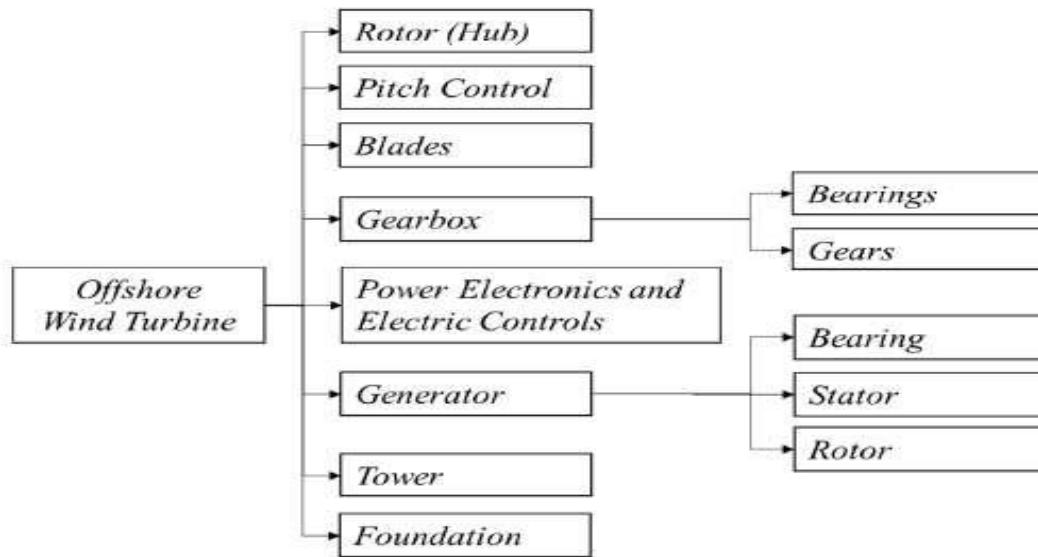 Rotor (Hub)
Pitch Control
Blades
Gearbox
Bearings
Gears
Offshore
Wind Turbine
Power Electronics and
Electric Controls
Generator
Bearing
Stator
Rotor
Tower
Foundation